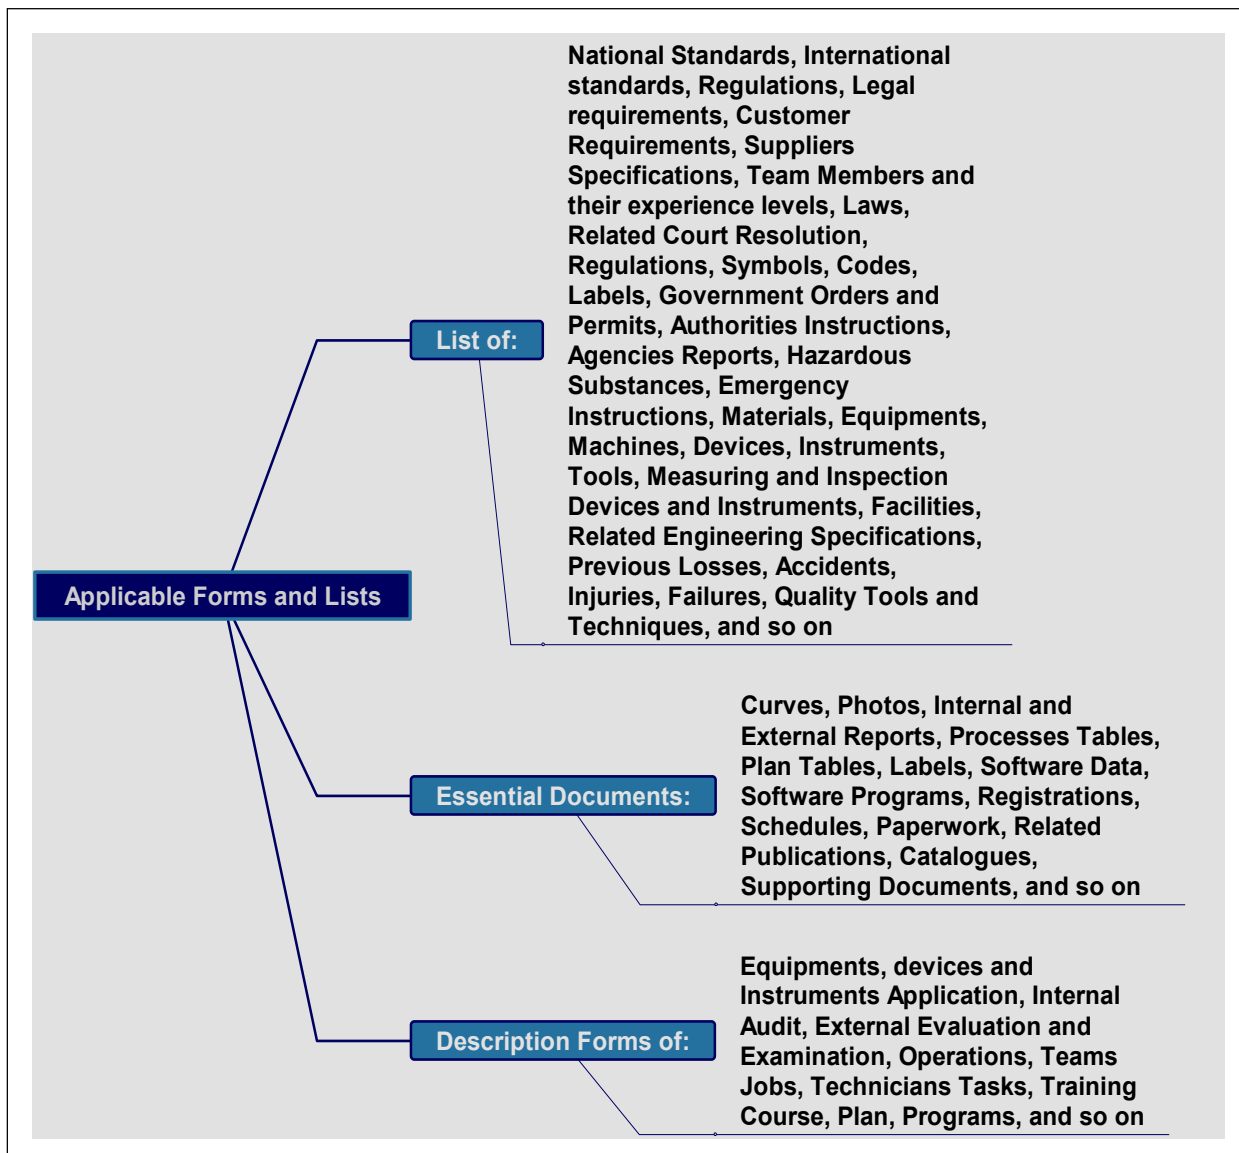 Applicable Forms and Lists
List of:
National Standards, International
standards, Regulations, Legal
requirements, Customer
Requirements, Suppliers
Specifications, Team Members and
their experience levels, Laws,
Related Court Resolution,
Regulations, Symbols, Codes,
Labels, Government Orders and
Permits, Authorities Instructions,
Agencies Reports, Hazardous
Substances, Emergency
Instructions, Materials, Equipments,
Machines, Devices, Instruments,
Tools, Measuring and Inspection
Devices and Instruments, Facilities,
Related Engineering Specifications,
Previous Losses, Accidents,
Injuries, Failures, Quality Tools and
Techniques, and so on
Essential Documents:
Curves, Photos, Internal and
External Reports, Processes Tables,
Plan Tables, Labels, Software Data,
Software Programs, Registrations,
Schedules, Paperwork, Related
Publications, Catalogues,
Supporting Documents, and so on
Description Forms of:
Equipments, devices and
Instruments Application, Internal
Audit, External Evaluation and
Examination, Operations, Teams
Jobs, Technicians Tasks, Training
Course, Plan, Programs, and so on